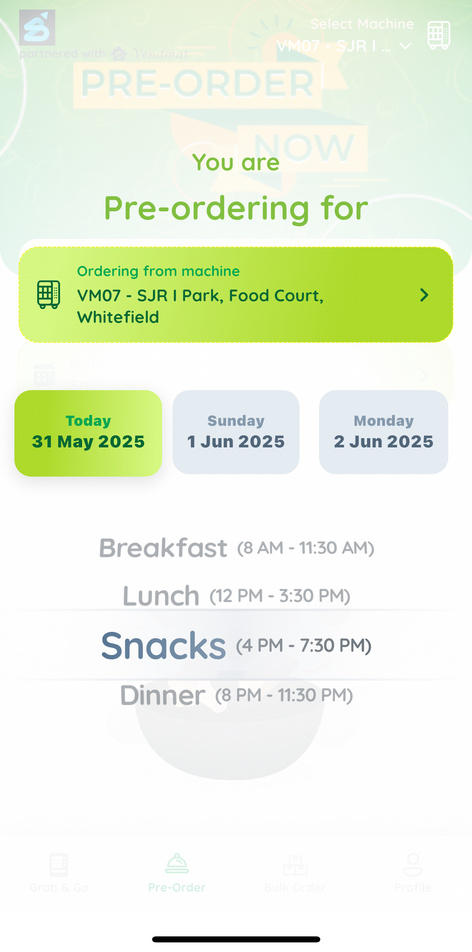 Select Machine
VM07 - SJR I ...
partnered with Vendiman
PRE-ORDER
NOW
You are
Pre-ordering for
Ordering from machine
VM07 - SJR I Park, Food Court,
Whitefield
Today
31 May 2025
Sunday
1 Jun 2025
Monday
2 Jun 2025
Breakfast (8 AM - 11:30 AM)
Lunch (12 PM - 3:30 PM)
Snacks (4 PM - 7:30 PM)
Dinner (8 PM - 11:30 PM)
Grab & Go
Pre-Order
Bulk Order
Profile